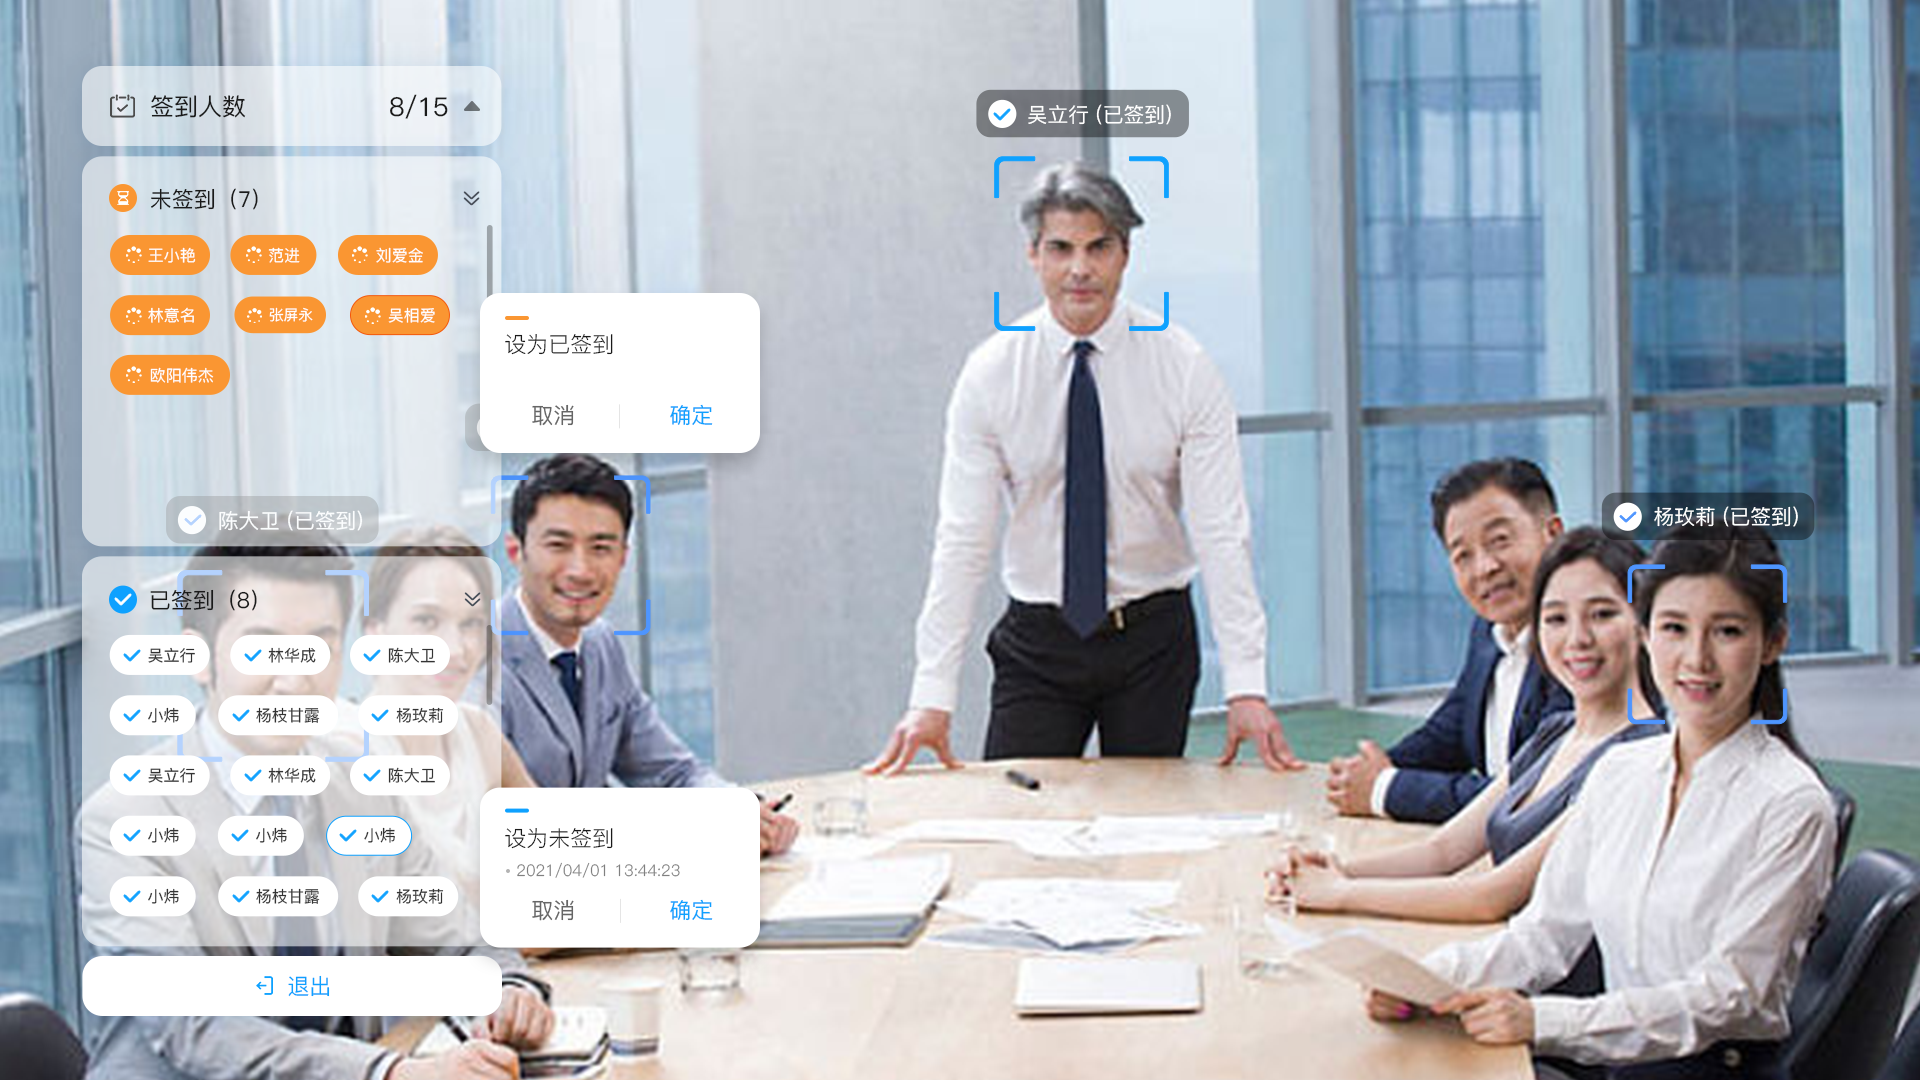 签到人数 8/15
未签到 (7)
王小艳 范进 刘爱金
林意名 张屏永 吴相爱
欧阳伟杰
设为已签到
取消 确定
陈大卫 (已签到)
已签到 (8)
吴立行 林华成 陈大卫
小炜 杨枝甘露 杨玫莉
吴立行 林华成 陈大卫
小炜 小炜 小炜
小炜 杨枝甘露 杨玫莉
设为未签到
• 2021/04/01 13:44:23
取消 确定
退出
吴立行 (已签到)
杨玫莉 (已签到)